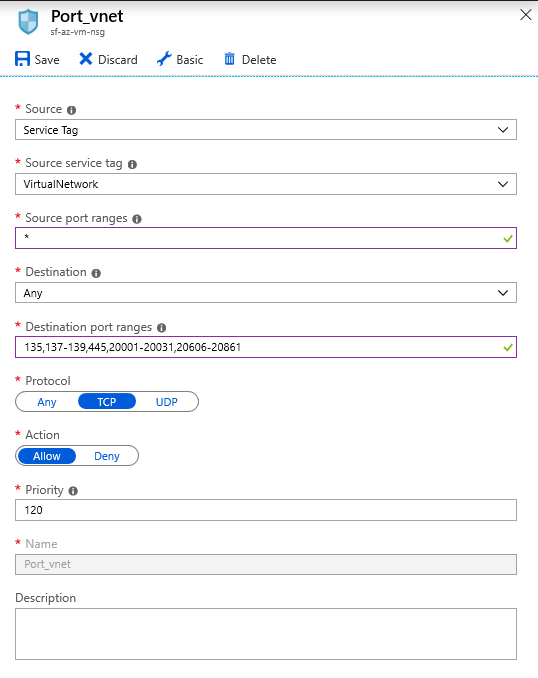 Port_vnet
sf-az-vm-nsg
Save Discard Basic Delete
* Source
Service Tag
* Source service tag
VirtualNetwork
* Source port ranges
*
* Destination
Any
* Destination port ranges
135,137-139,445,20001-20031,20606-20861
* Protocol
Any TCP UDP
* Action
Allow Deny
* Priority
120
* Name
Port_vnet
Description